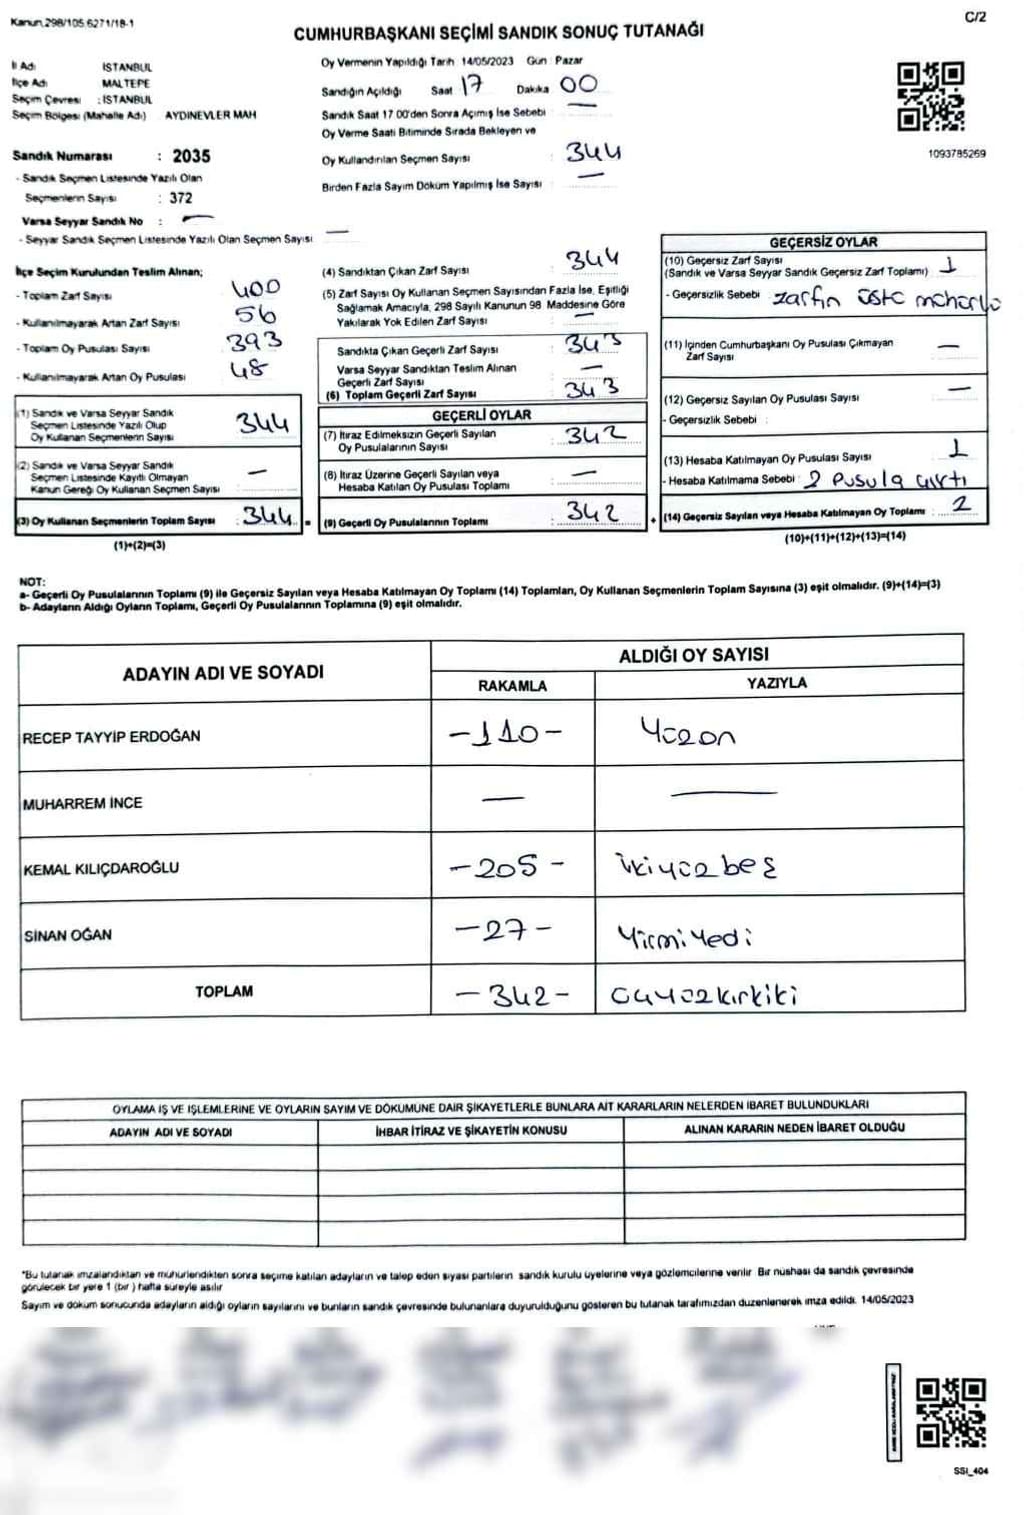 Kanun.298/105.6271/18-1
C/2
CUMHURBAŞKANI SEÇİMİ SANDIK SONUÇ TUTANAĞI
İl Adı İSTANBUL
İlçe Adı MALTEPE
Seçim Çevresi : İSTANBUL
Seçim Bölgesi (Mahalle Adı) AYDINEVLER MAH
Sandık Numarası : 2035
- Sandık Seçmen Listesinde Yazılı Olan
Seçmenlerin Sayısı : 372
Varsa Seyyar Sandık No : —
- Seyyar Sandık Seçmen Listesinde Yazılı Olan Seçmen Sayısı —
Oy Vermenin Yapıldığı Tarih 14/05/2023 Gün Pazar
Sandığın Açıldığı Saat 17 Dakika 00
Sandık Saat 17 00'den Sonra Açımış İse Sebebi : —
Oy Verme Saati Bitiminde Sırada Bekleyen ve
Oy Kullandırılan Seçmen Sayısı : 344
Birden Fazla Sayım Döküm Yapılmış İse Sayısı : —
1093785269
İlçe Seçim Kurulundan Teslim Alınan;
- Toplam Zarf Sayısı : 400
- Kullanılmayarak Artan Zarf Sayısı : 56
- Toplam Oy Pusulası Sayısı : 393
- Kullanılmayarak Artan Oy Pusulası : 48
(1) Sandık ve Varsa Seyyar Sandık
Seçmen Listesinde Yazılı Olup
Oy Kullanan Seçmenlerin Sayısı : 344
(2) Sandık ve Varsa Seyyar Sandık
Seçmen Listesinde Kayıtlı Olmayan
Kanun Gereği Oy Kullanan Seçmen Sayısı : —
(3) Oy Kullanan Seçmenlerin Toplam Sayısı : 344 =
(1)+(2)=(3)
(4) Sandıktan Çıkan Zarf Sayısı : 344
(5) Zarf Sayısı Oy Kullanan Seçmen Sayısından Fazla İse, Eşitliği
Sağlamak Amacıyla, 298 Sayılı Kanunun 98 Maddesine Göre
Yakılarak Yok Edilen Zarf Sayısı : —
Sandıkta Çıkan Geçerli Zarf Sayısı : 343
Varsa Seyyar Sandıktan Teslim Alınan
Geçerli Zarf Sayısı : —
(6) Toplam Geçerli Zarf Sayısı : 343
GEÇERLİ OYLAR
(7) İtiraz Edilmeksizin Geçerli Sayılan
Oy Pusulalarının Sayısı : 342
(8) İtiraz Üzerine Geçerli Sayılan veya
Hesaba Katılan Oy Pusulası Toplamı : —
(9) Geçerli Oy Pusulalarının Toplamı : 342 +
GEÇERSİZ OYLAR
(10) Geçersiz Zarf Sayısı
(Sandık ve Varsa Seyyar Sandık Geçersiz Zarf Toplamı) : 1
- Geçersizlik Sebebi : zarfın üstü mühürlü
(11) İçinden Cumhurbaşkanı Oy Pusulası Çıkmayan
Zarf Sayısı : —
(12) Geçersiz Sayılan Oy Pusulası Sayısı : —
- Geçersizlik Sebebi :
(13) Hesaba Katılmayan Oy Pusulası Sayısı : 1
- Hesaba Katılmama Sebebi : 2 Pusula çıktı
(14) Geçersiz Sayılan veya Hesaba Katılmayan Oy Toplamı : 2
(10)+(11)+(12)+(13)=(14)
NOT:
a- Geçerli Oy Pusulalarının Toplamı (9) ile Geçersiz Sayılan veya Hesaba Katılmayan Oy Toplamı (14) Toplamları, Oy Kullanan Seçmenlerin Toplam Sayısına (3) eşit olmalıdır. (9)+(14)=(3)
b- Adayların Aldığı Oyların Toplamı, Geçerli Oy Pusulalarının Toplamına (9) eşit olmalıdır.
ADAYIN ADI VE SOYADI ALDIĞI OY SAYISI
RAKAMLA YAZIYLA
RECEP TAYYİP ERDOĞAN -110- Yüzon
MUHARREM İNCE — —
KEMAL KILIÇDAROĞLU -205- ikiyüzbeş
SİNAN OĞAN -27- YirmiYedi
TOPLAM -342- üçyüzkırkiki
OYLAMA İŞ VE İŞLEMLERİNE VE OYLARIN SAYIM VE DÖKÜMÜNE DAİR ŞİKAYETLERLE BUNLARA AİT KARARLARIN NELERDEN İBARET BULUNDUKLARI
ADAYIN ADI VE SOYADI İHBAR İTİRAZ VE ŞİKAYETİN KONUSU ALINAN KARARIN NEDEN İBARET OLDUĞU
*Bu tutanak imzalandıktan ve mühürlendikten sonra seçime katılan adayların ve talep eden siyasi partilerin sandık kurulu üyelerine veya gözlemcilerine verilir Bir nüshası da sandık çevresinde
görülecek bir yere 1 (bir) hafta süreyle asılır
Sayım ve döküm sonucunda adayların aldığı oyların sayılarını ve bunların sandık çevresinde bulunanlara duyurulduğunu gösteren bu tutanak tarafımızdan düzenlenerek imza edildi. 14/05/2023
SSI_404